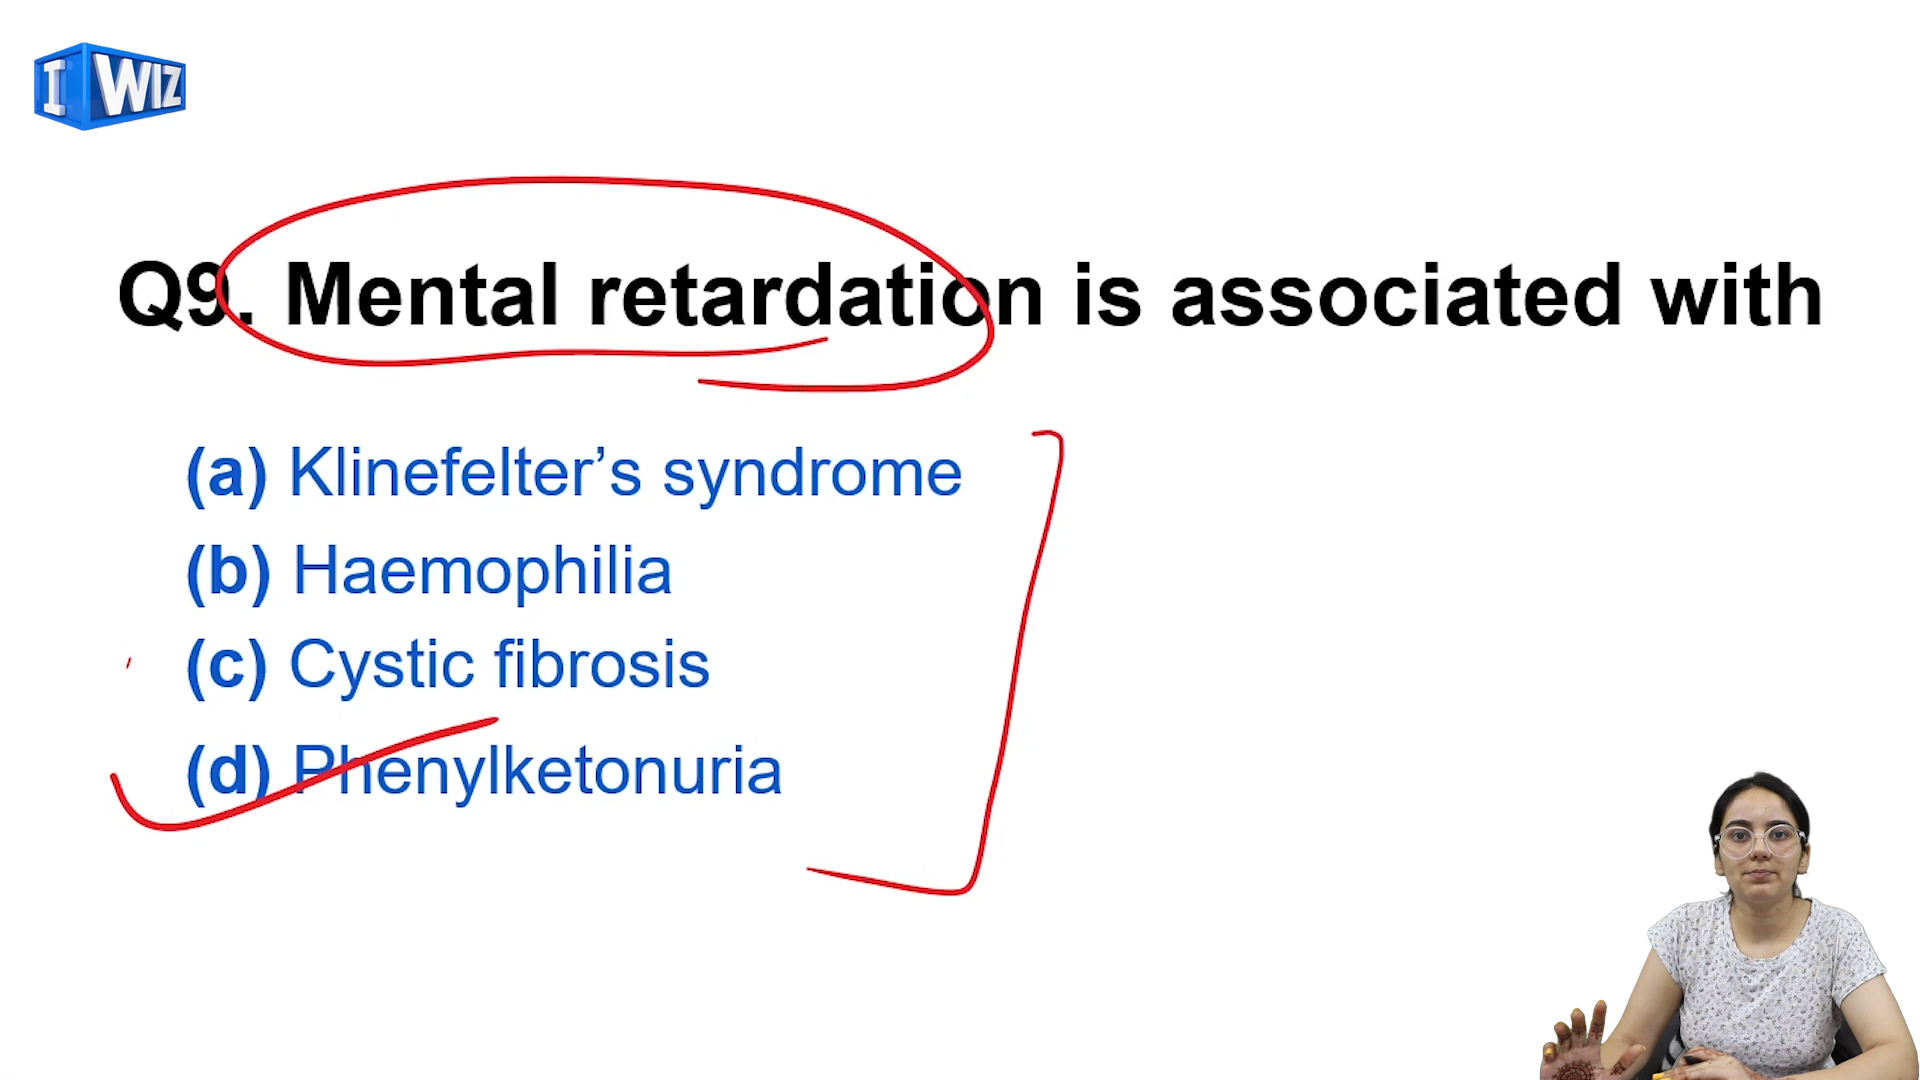 I WIZ
Q9. Mental retardation is associated with
(a) Klinefelter’s syndrome
(b) Haemophilia
(c) Cystic fibrosis
(d) Phenylketonuria